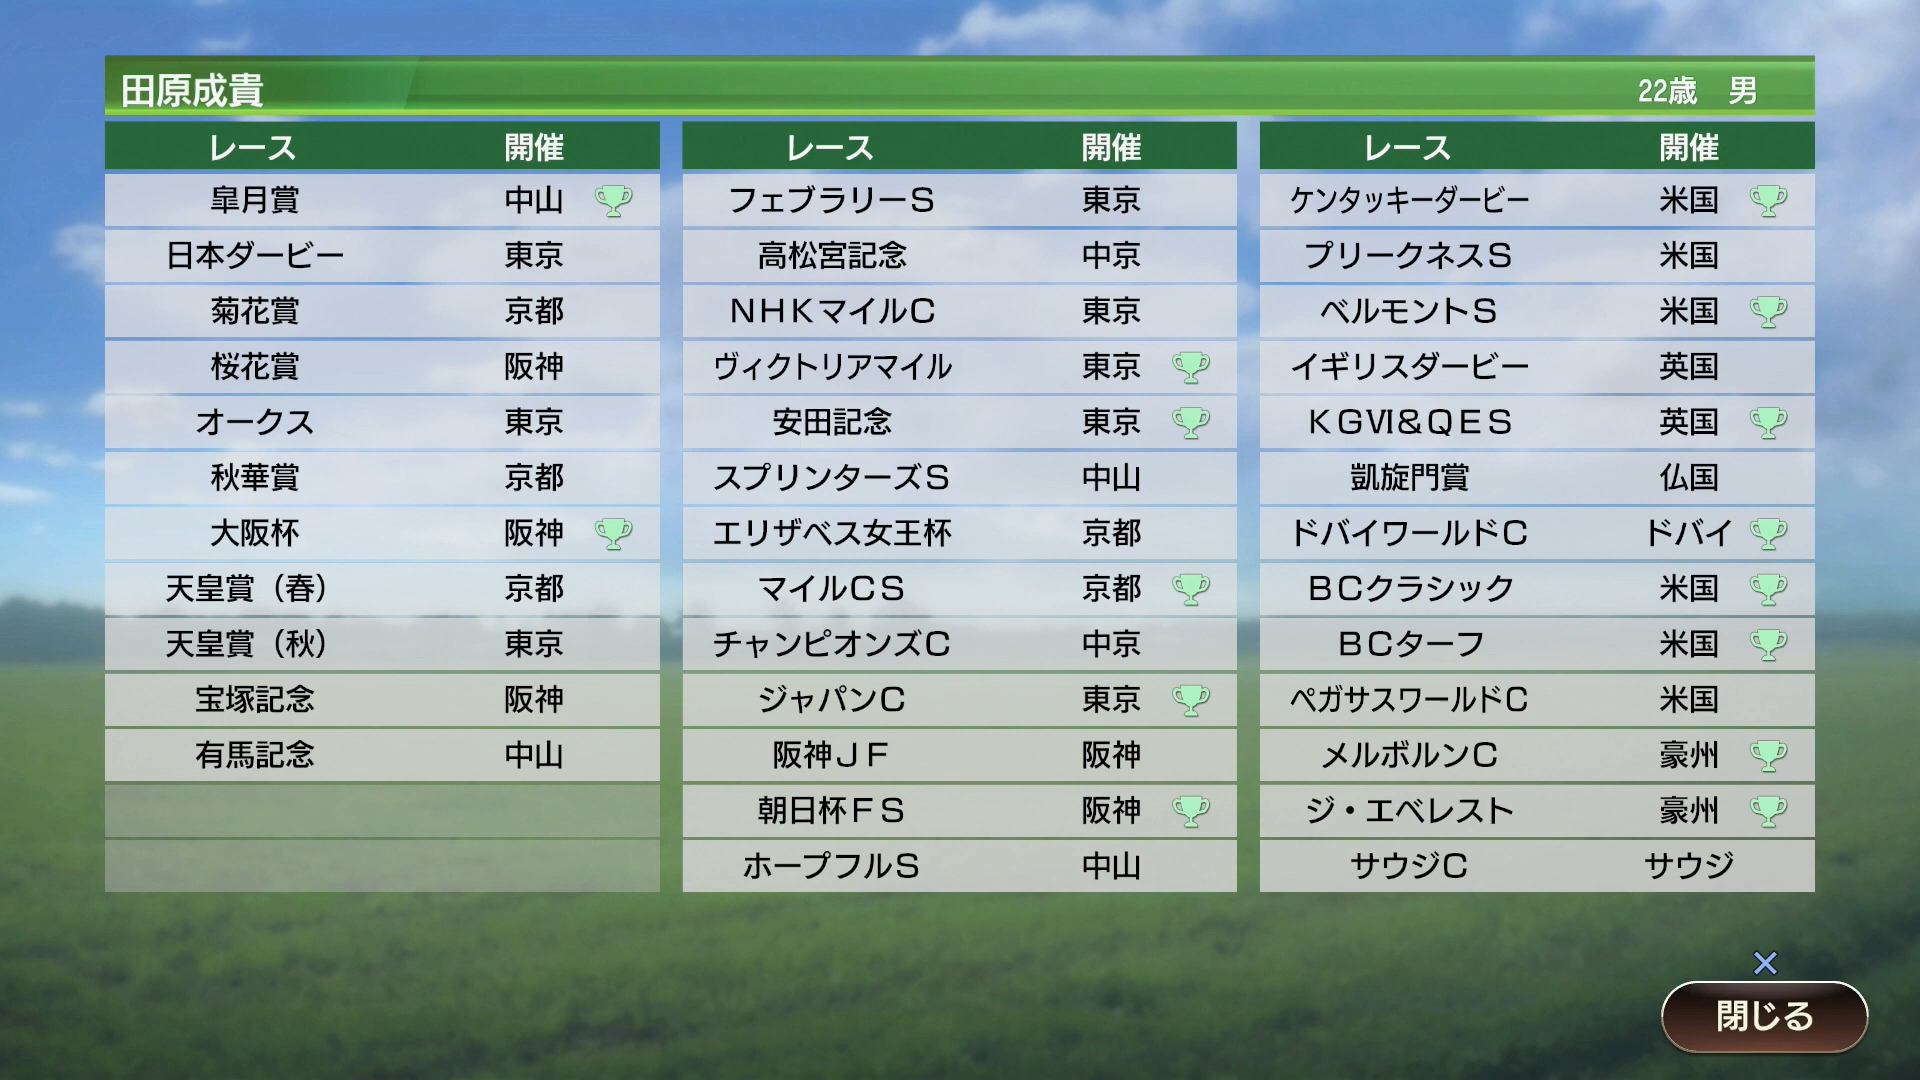 田原成貴 22歳 男
レース 開催
皐月賞 中山
日本ダービー 東京
菊花賞 京都
桜花賞 阪神
オークス 東京
秋華賞 京都
大阪杯 阪神
天皇賞（春） 京都
天皇賞（秋） 東京
宝塚記念 阪神
有馬記念 中山
レース 開催
フェブラリーＳ 東京
高松宮記念 中京
ＮＨＫマイルＣ 東京
ヴィクトリアマイル 東京
安田記念 東京
スプリンターズＳ 中山
エリザベス女王杯 京都
マイルＣＳ 京都
チャンピオンズＣ 中京
ジャパンＣ 東京
阪神ＪＦ 阪神
朝日杯ＦＳ 阪神
ホープフルＳ 中山
レース 開催
ケンタッキーダービー 米国
プリークネスＳ 米国
ベルモントＳ 米国
イギリスダービー 英国
ＫＧⅥ&ＱＥＳ 英国
凱旋門賞 仏国
ドバイワールドＣ ドバイ
ＢＣクラシック 米国
ＢＣターフ 米国
ペガサスワールドＣ 米国
メルボルンＣ 豪州
ジ・エベレスト 豪州
サウジＣ サウジ
閉じる